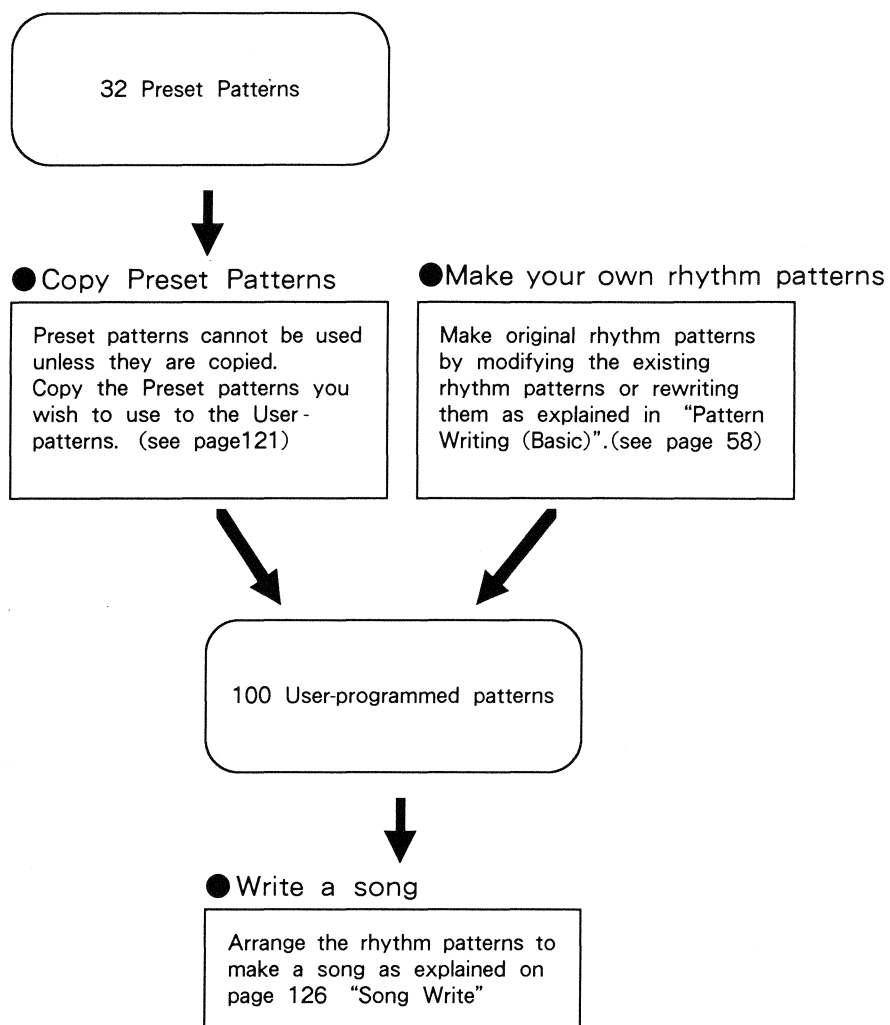 32 Preset Patterns
●Copy Preset Patterns
Preset patterns cannot be used
unless they are copied.
Copy the Preset patterns you
wish to use to the User-
patterns. (see page121)
●Make your own rhythm patterns
Make original rhythm patterns
by modifying the existing
rhythm patterns or rewriting
them as explained in “Pattern
Writing (Basic)”.(see page 58)
100 User-programmed patterns
●Write a song
Arrange the rhythm patterns to
make a song as explained on
page 126 “Song Write”